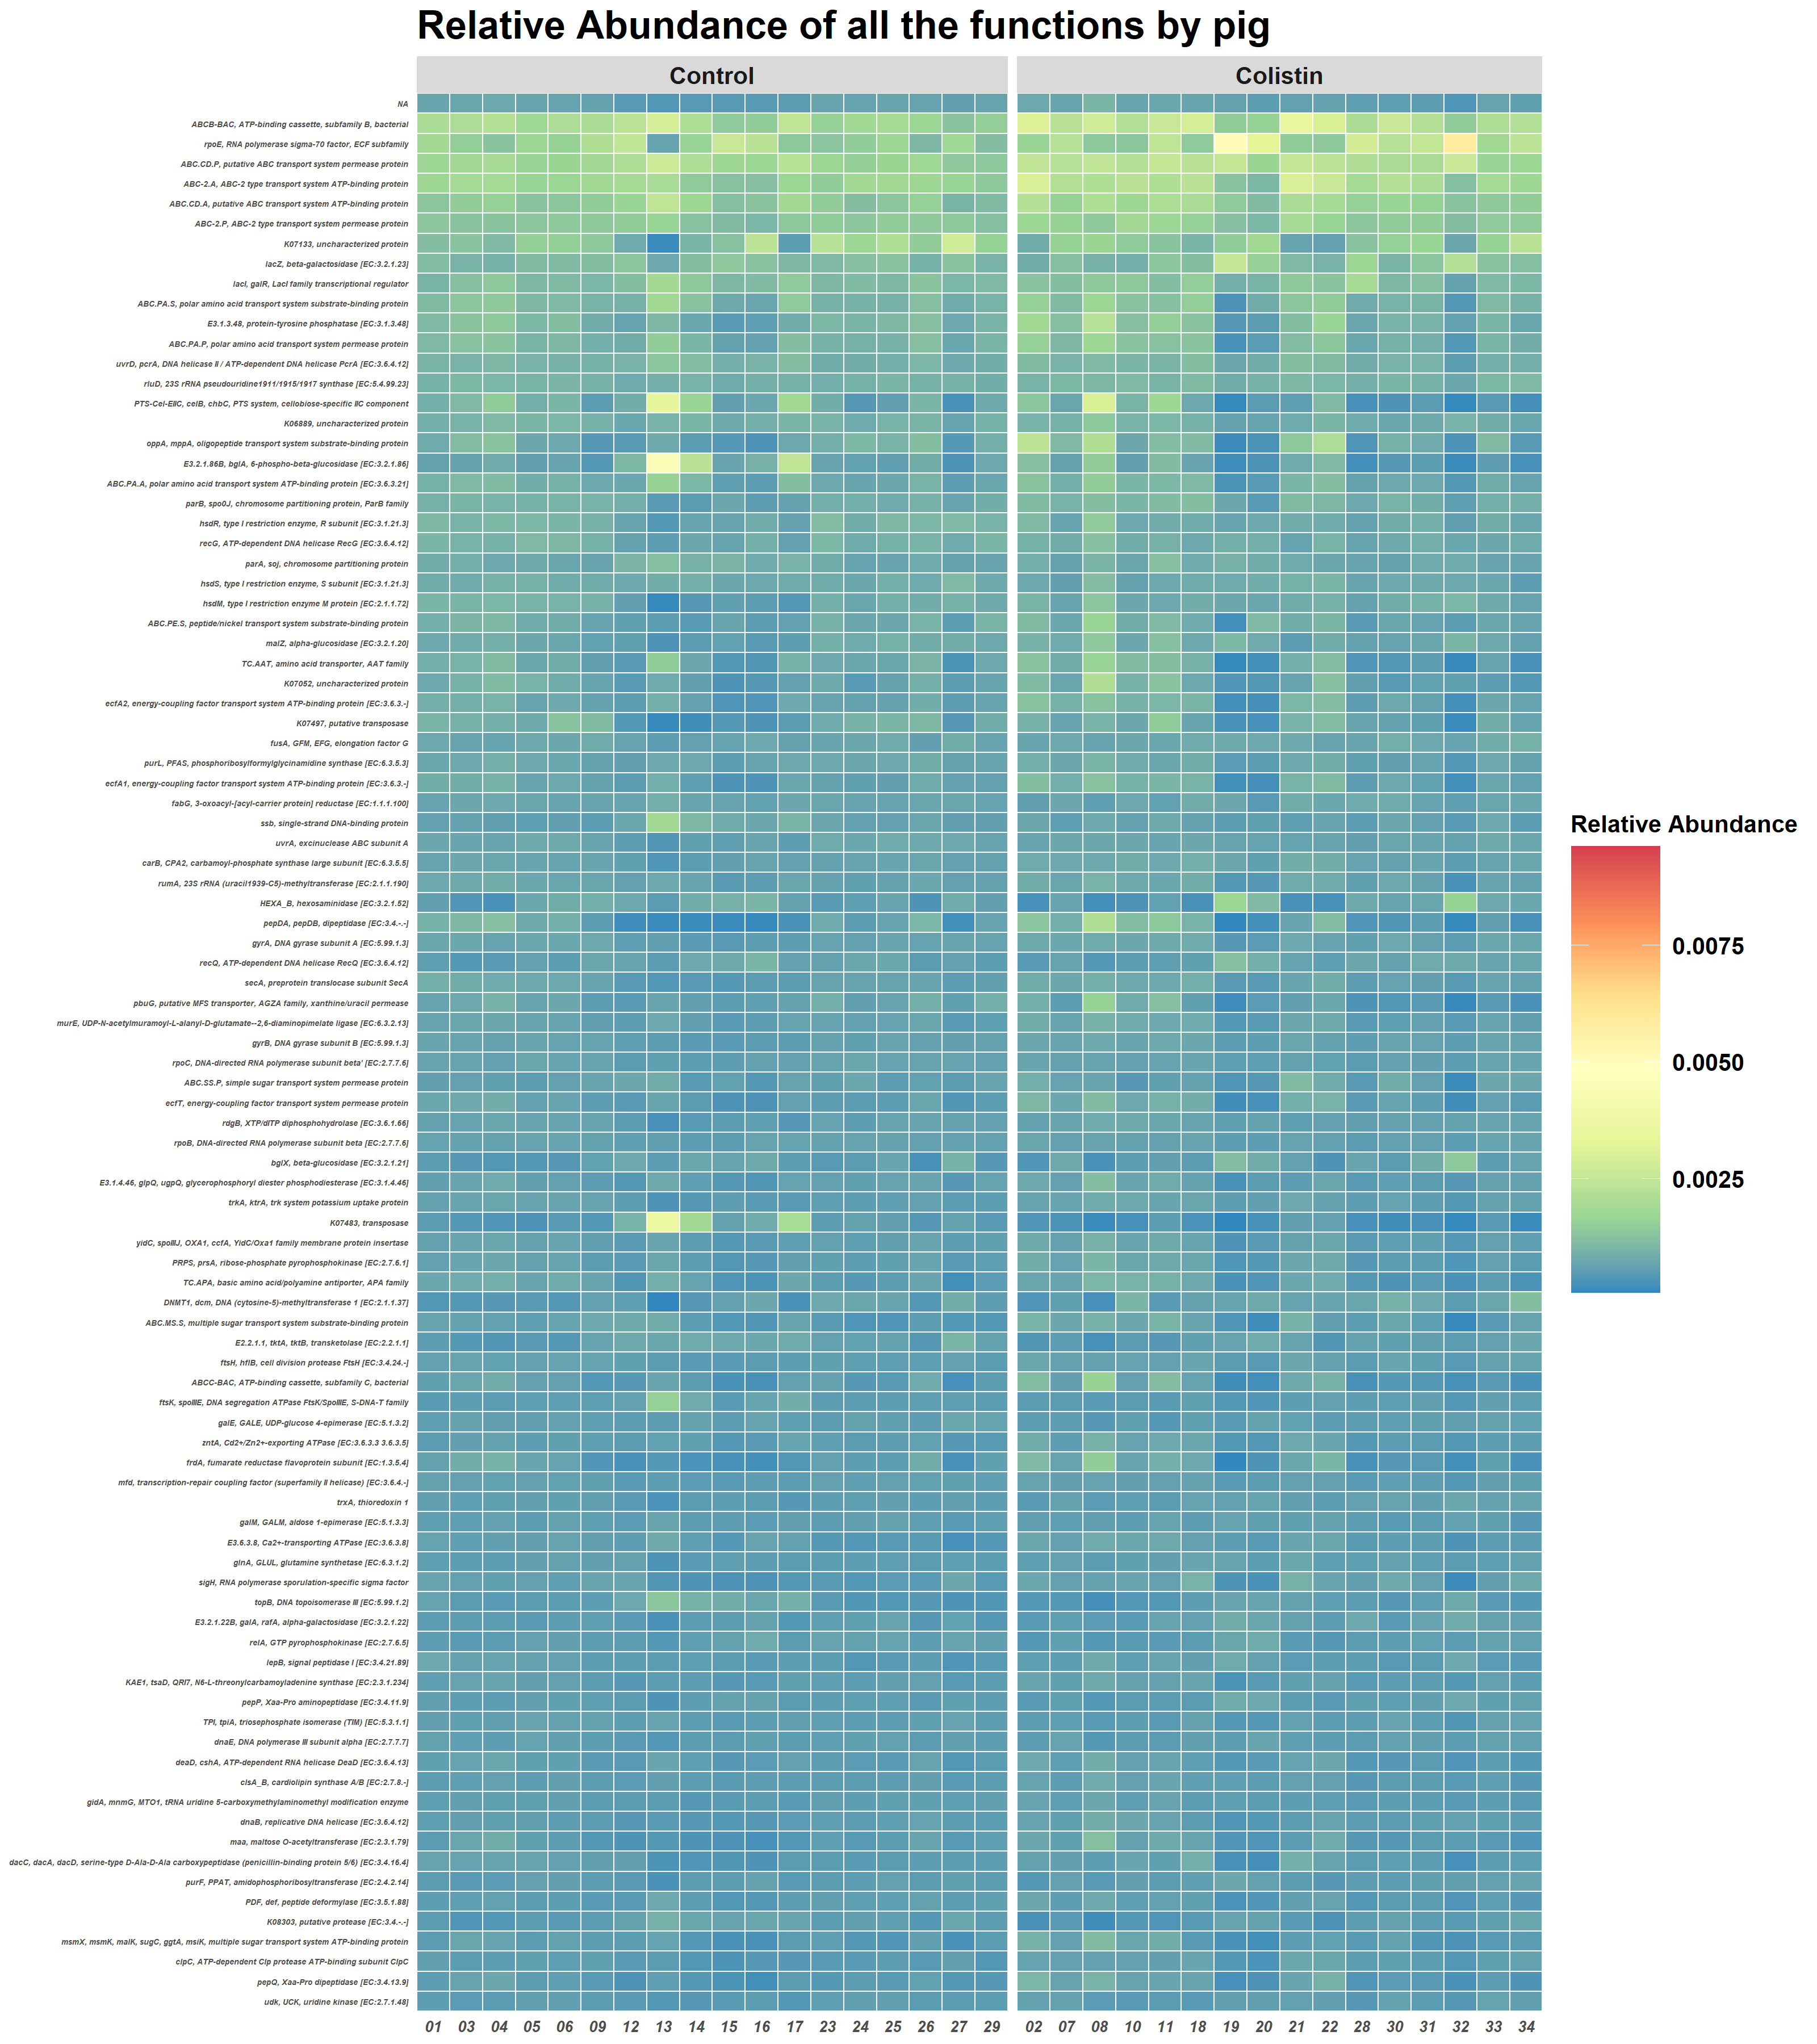 Relative Abundance of all the functions by pig
Control
Colistin
NA
ABCB-BAC, ATP-binding cassette, subfamily B, bacterial
rpoE, RNA polymerase sigma-70 factor, ECF subfamily
ABC.CD.P, putative ABC transport system permease protein
ABC-2.A, ABC-2 type transport system ATP-binding protein
ABC.CD.A, putative ABC transport system ATP-binding protein
ABC-2.P, ABC-2 type transport system permease protein
K07133, uncharacterized protein
lacZ, beta-galactosidase [EC:3.2.1.23]
lacI, galR, LacI family transcriptional regulator
ABC.PA.S, polar amino acid transport system substrate-binding protein
E3.1.3.48, protein-tyrosine phosphatase [EC:3.1.3.48]
ABC.PA.P, polar amino acid transport system permease protein
uvrD, pcrA, DNA helicase II / ATP-dependent DNA helicase PcrA [EC:3.6.4.12]
rluD, 23S rRNA pseudouridine1911/1915/1917 synthase [EC:5.4.99.23]
PTS-Cel-EIIC, celB, chbC, PTS system, cellobiose-specific IIC component
K06889, uncharacterized protein
oppA, mppA, oligopeptide transport system substrate-binding protein
E3.2.1.86B, bglA, 6-phospho-beta-glucosidase [EC:3.2.1.86]
ABC.PA.A, polar amino acid transport system ATP-binding protein [EC:3.6.3.21]
parB, spo0J, chromosome partitioning protein, ParB family
hsdR, type I restriction enzyme, R subunit [EC:3.1.21.3]
recG, ATP-dependent DNA helicase RecG [EC:3.6.4.12]
parA, soj, chromosome partitioning protein
hsdS, type I restriction enzyme, S subunit [EC:3.1.21.3]
hsdM, type I restriction enzyme M protein [EC:2.1.1.72]
ABC.PE.S, peptide/nickel transport system substrate-binding protein
malZ, alpha-glucosidase [EC:3.2.1.20]
TC.AAT, amino acid transporter, AAT family
K07052, uncharacterized protein
ecfA2, energy-coupling factor transport system ATP-binding protein [EC:3.6.3.-]
K07497, putative transposase
fusA, GFM, EFG, elongation factor G
purL, PFAS, phosphoribosylformylglycinamidine synthase [EC:6.3.5.3]
ecfA1, energy-coupling factor transport system ATP-binding protein [EC:3.6.3.-]
fabG, 3-oxoacyl-[acyl-carrier protein] reductase [EC:1.1.1.100]
ssb, single-strand DNA-binding protein
uvrA, excinuclease ABC subunit A
carB, CPA2, carbamoyl-phosphate synthase large subunit [EC:6.3.5.5]
rumA, 23S rRNA (uracil1939-C5)-methyltransferase [EC:2.1.1.190]
HEXA_B, hexosaminidase [EC:3.2.1.52]
pepDA, pepDB, dipeptidase [EC:3.4.-.-]
gyrA, DNA gyrase subunit A [EC:5.99.1.3]
recQ, ATP-dependent DNA helicase RecQ [EC:3.6.4.12]
secA, preprotein translocase subunit SecA
pbuG, putative MFS transporter, AGZA family, xanthine/uracil permease
murE, UDP-N-acetylmuramoyl-L-alanyl-D-glutamate--2,6-diaminopimelate ligase [EC:6.3.2.13]
gyrB, DNA gyrase subunit B [EC:5.99.1.3]
rpoC, DNA-directed RNA polymerase subunit beta' [EC:2.7.7.6]
ABC.SS.P, simple sugar transport system permease protein
ecfT, energy-coupling factor transport system permease protein
rdgB, XTP/dITP diphosphohydrolase [EC:3.6.1.66]
rpoB, DNA-directed RNA polymerase subunit beta [EC:2.7.7.6]
bglX, beta-glucosidase [EC:3.2.1.21]
E3.1.4.46, glpQ, ugpQ, glycerophosphoryl diester phosphodiesterase [EC:3.1.4.46]
trkA, ktrA, trk system potassium uptake protein
K07483, transposase
yidC, spoIIIJ, OXA1, ccfA, YidC/Oxa1 family membrane protein insertase
PRPS, prsA, ribose-phosphate pyrophosphokinase [EC:2.7.6.1]
TC.APA, basic amino acid/polyamine antiporter, APA family
DNMT1, dcm, DNA (cytosine-5)-methyltransferase 1 [EC:2.1.1.37]
ABC.MS.S, multiple sugar transport system substrate-binding protein
E2.2.1.1, tktA, tktB, transketolase [EC:2.2.1.1]
ftsH, hflB, cell division protease FtsH [EC:3.4.24.-]
ABCC-BAC, ATP-binding cassette, subfamily C, bacterial
ftsK, spoIIIE, DNA segregation ATPase FtsK/SpoIIIE, S-DNA-T family
galE, GALE, UDP-glucose 4-epimerase [EC:5.1.3.2]
zntA, Cd2+/Zn2+-exporting ATPase [EC:3.6.3.3 3.6.3.5]
frdA, fumarate reductase flavoprotein subunit [EC:1.3.5.4]
mfd, transcription-repair coupling factor (superfamily II helicase) [EC:3.6.4.-]
trxA, thioredoxin 1
galM, GALM, aldose 1-epimerase [EC:5.1.3.3]
E3.6.3.8, Ca2+-transporting ATPase [EC:3.6.3.8]
glnA, GLUL, glutamine synthetase [EC:6.3.1.2]
sigH, RNA polymerase sporulation-specific sigma factor
topB, DNA topoisomerase III [EC:5.99.1.2]
E3.2.1.22B, galA, rafA, alpha-galactosidase [EC:3.2.1.22]
relA, GTP pyrophosphokinase [EC:2.7.6.5]
lepB, signal peptidase I [EC:3.4.21.89]
KAE1, tsaD, QRI7, N6-L-threonylcarbamoyladenine synthase [EC:2.3.1.234]
pepP, Xaa-Pro aminopeptidase [EC:3.4.11.9]
TPI, tpiA, triosephosphate isomerase (TIM) [EC:5.3.1.1]
dnaE, DNA polymerase III subunit alpha [EC:2.7.7.7]
deaD, cshA, ATP-dependent RNA helicase DeaD [EC:3.6.4.13]
clsA_B, cardiolipin synthase A/B [EC:2.7.8.-]
gidA, mnmG, MTO1, tRNA uridine 5-carboxymethylaminomethyl modification enzyme
dnaB, replicative DNA helicase [EC:3.6.4.12]
maa, maltose O-acetyltransferase [EC:2.3.1.79]
dacC, dacA, dacD, serine-type D-Ala-D-Ala carboxypeptidase (penicillin-binding protein 5/6) [EC:3.4.16.4]
purF, PPAT, amidophosphoribosyltransferase [EC:2.4.2.14]
PDF, def, peptide deformylase [EC:3.5.1.88]
K08303, putative protease [EC:3.4.-.-]
msmX, msmK, malK, sugC, ggtA, msiK, multiple sugar transport system ATP-binding protein
clpC, ATP-dependent Clp protease ATP-binding subunit ClpC
pepQ, Xaa-Pro dipeptidase [EC:3.4.13.9]
udk, UCK, uridine kinase [EC:2.7.1.48]
01 03 04 05 06 09 12 13 14 15 16 17 23 24 25 26 27 29
02 07 08 10 11 18 19 20 21 22 28 30 31 32 33 34
Relative Abundance
0.0075
0.0050
0.0025